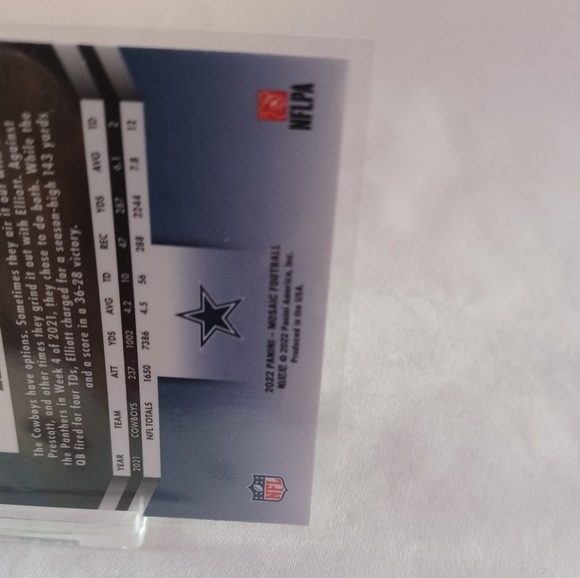 The Cowboys have options. Sometimes they air it out
Prescott, and other times they grind it out with Elliott. Against
the Panthers in Week 4 of 2021, they chose to do both. While the
QB fired for four TDs, Elliott charged for a season-high 143 yards
and a score in a 36-28 victory.
YEAR TEAM ATT YDS AVG TD REC YDS AVG TD
2021 COWBOYS 237 1002 4.2 10 47 287 6.1 2
NFL TOTALS 1650 7386 4.5 56 288 2244 7.8 12
2022 PANINI – MOSAIC FOOTBALL
帕尼尼 © 2022 Panini America, Inc.
Produced in the USA.
NFL
NFLPA